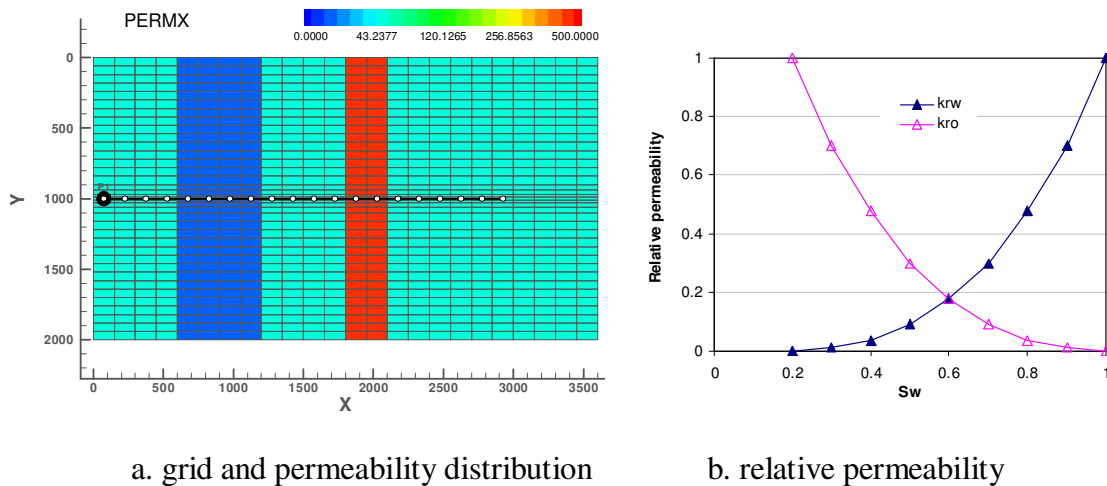 PERMX
0.0000 43.2377 120.1265 256.8563 500.0000
0
500
1000
1500
2000
Y
P1
0 500 1000 1500 2000 2500 3000 3500
X
1
0.8
0.6
0.4
0.2
0
Relative permeability
krw
kro
0 0.2 0.4 0.6 0.8 1
Sw
a. grid and permeability distribution
b. relative permeability